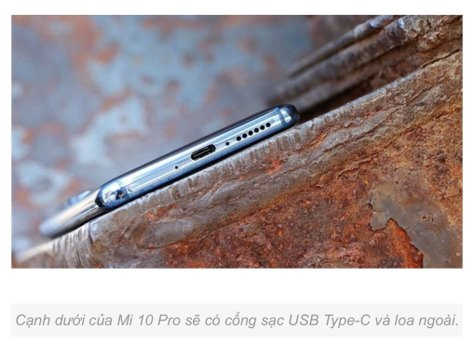 Cạnh dưới của Mi 10 Pro sẽ có cổng sạc USB Type-C và loa ngoài.